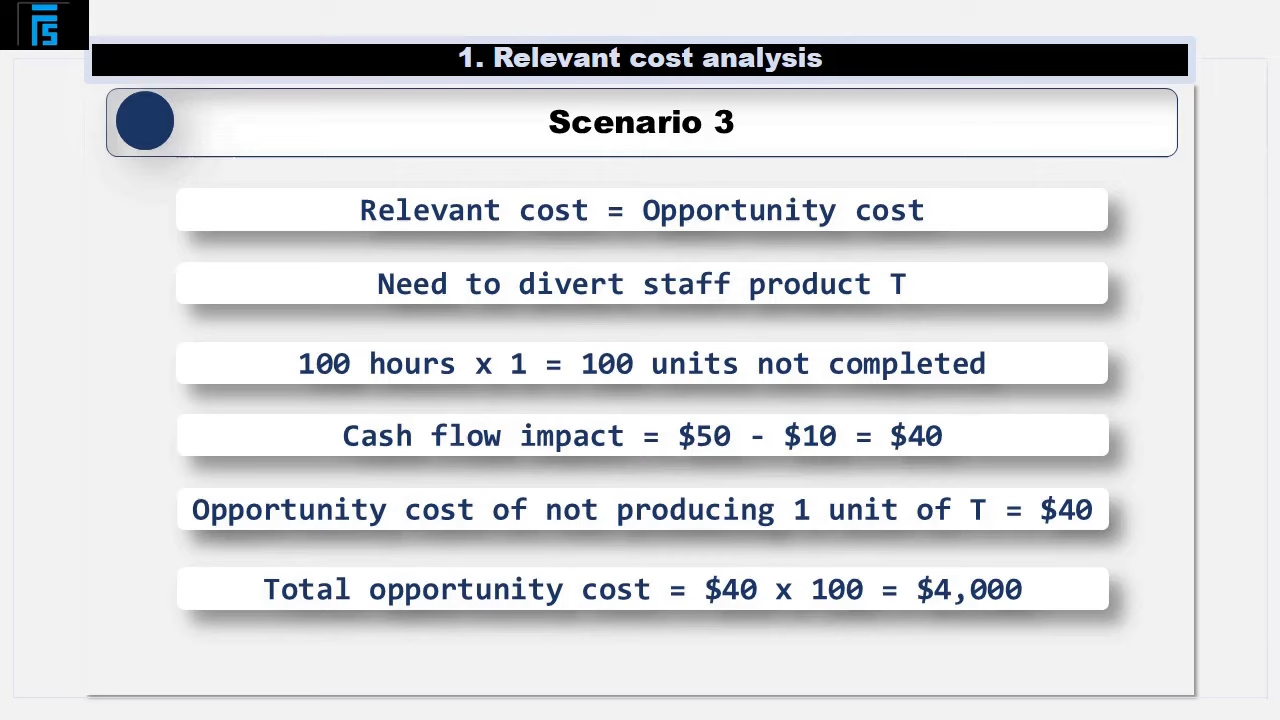 1. Relevant cost analysis
Scenario 3
Relevant cost = Opportunity cost
Need to divert staff product T
100 hours x 1 = 100 units not completed
Cash flow impact = $50 - $10 = $40
Opportunity cost of not producing 1 unit of T = $40
Total opportunity cost = $40 x 100 = $4,000